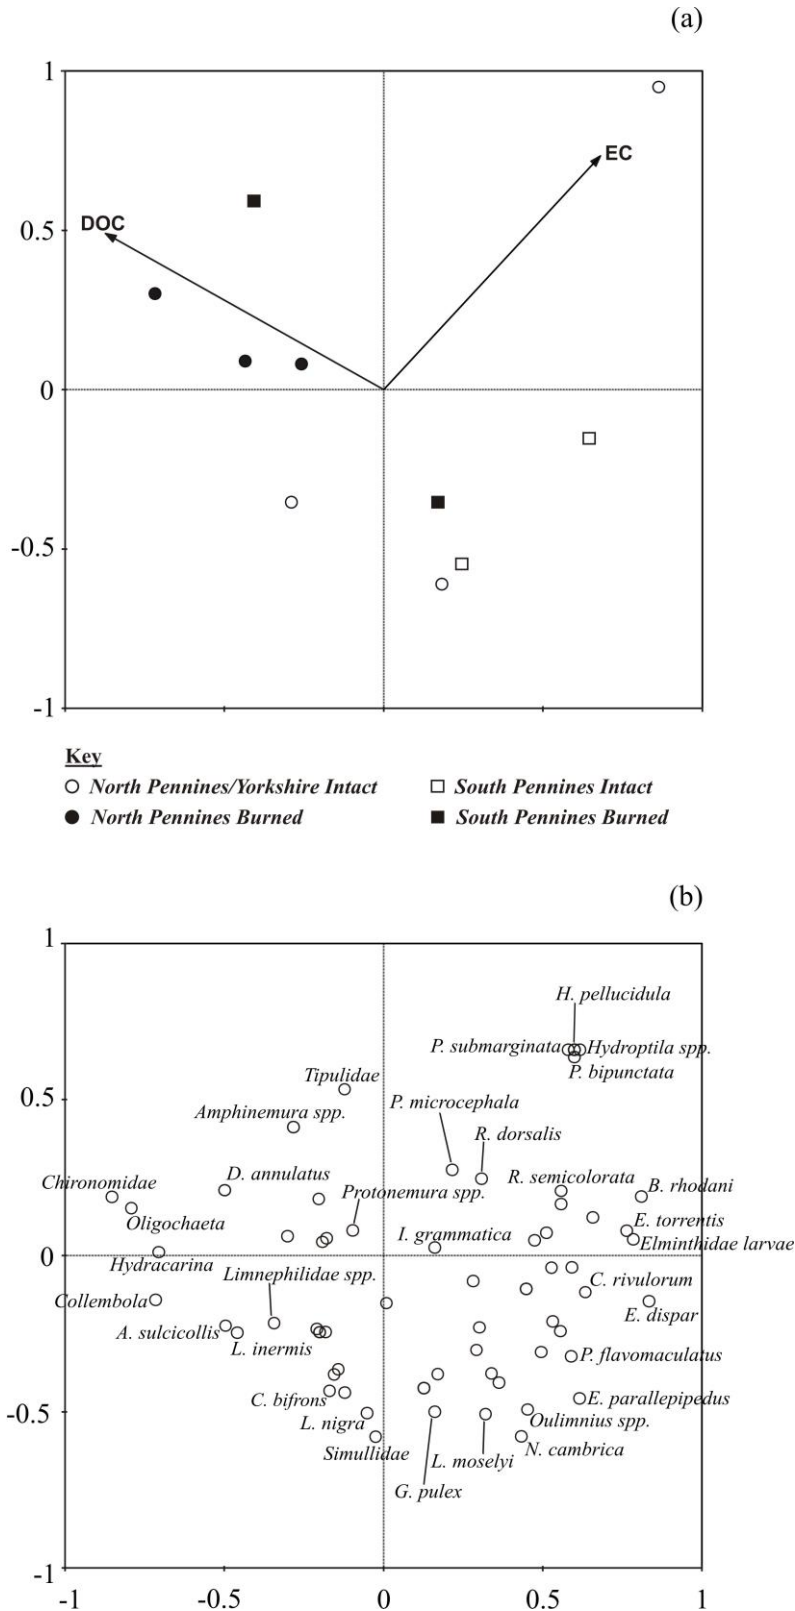 (a)
1
EC
DOC
0.5
0
-0.5
-1
Key
North Pennines/Yorkshire Intact
South Pennines Intact
North Pennines Burned
South Pennines Burned
(b)
1
H. pellucidula
P. submarginata
Hydroptila spp.
P. bipunctata
Tipulidae
0.5
P. microcephala
Amphinemura spp.
R. dorsalis
D. annulatus
R. semicolorata
Chironomidae
B. rhodani
Protonemura spp.
Oligochaeta
E. torrentis
I. grammatica
Elminthidae larvae
0
Hydracarina
Limnephilidae spp.
C. rivulorum
Collembola
E. dispar
A. sulcicollis
L. inermis
P. flavomaculatus
C. bifrons
E. parallepipedus
-0.5
L. nigra
Oulimnius spp.
Simullidae
L. moselyi
N. cambrica
G. pulex
-1
-1
-0.5
0
0.5
1